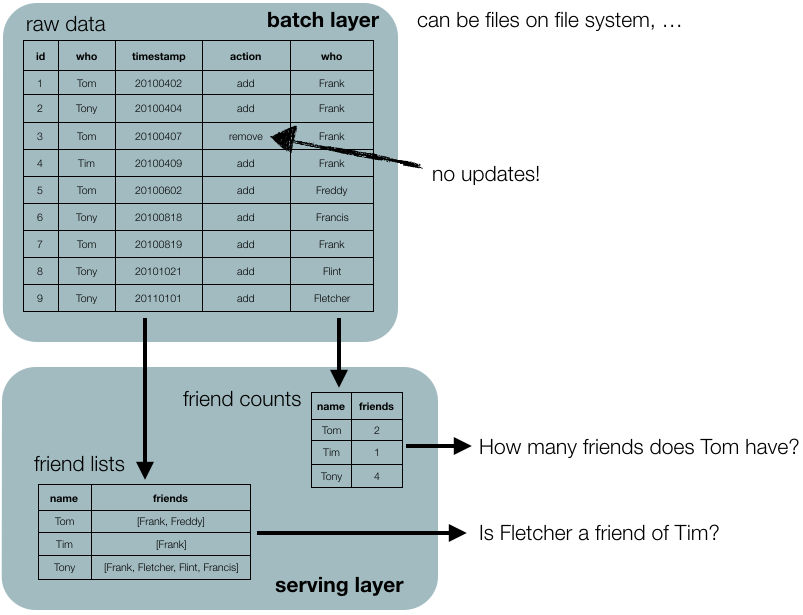 raw data
batch layer
can be files on file system, …
id who timestamp action who
1 Tom 20100402 add Frank
2 Tony 20100404 add Frank
3 Tom 20100407 remove Frank
4 Tim 20100409 add Frank
5 Tom 20100602 add Freddy
6 Tony 20100818 add Francis
7 Tom 20100819 add Frank
8 Tony 20101021 add Flint
9 Tony 20110101 add Fletcher
no updates!
friend counts
name friends
Tom 2
Tim 1
Tony 4
How many friends does Tom have?
friend lists
name friends
Tom [Frank, Freddy]
Tim [Frank]
Tony [Frank, Fletcher, Flint, Francis]
Is Fletcher a friend of Tim?
serving layer